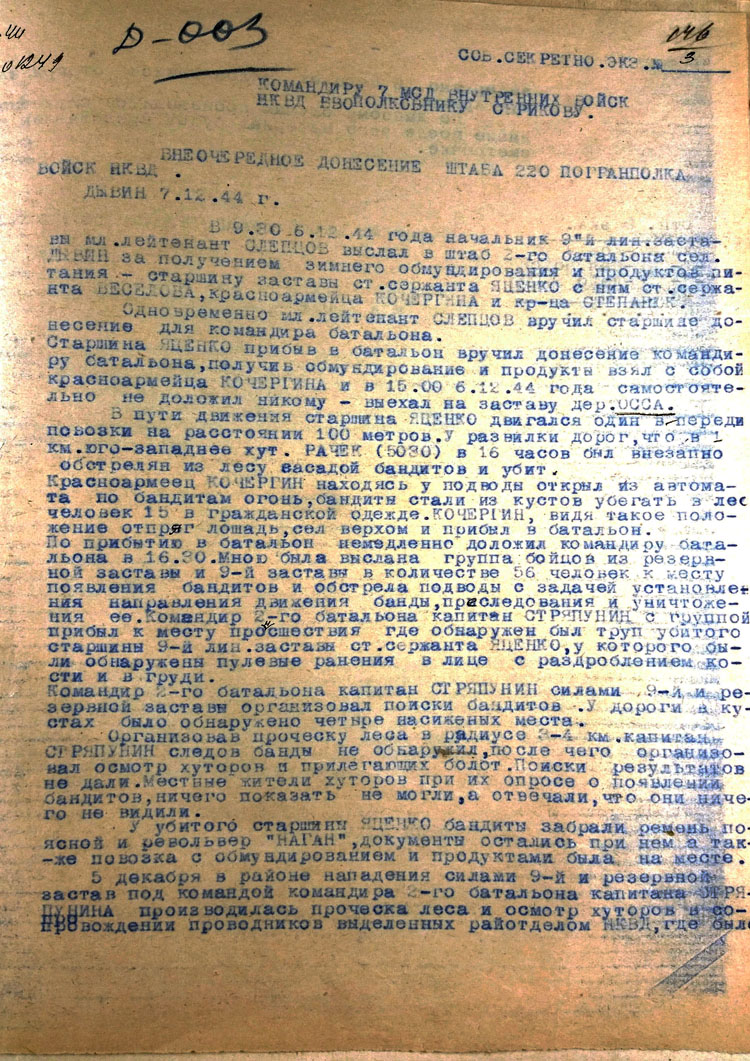 Д-003
01249
046
3
СОВ.СЕКРЕТНО.ЭКЗ.№
КОМАНДИРУ 7 МСД ВНУТРЕННИХ ВОЙСК
НКВД
ВНЕОЧЕРЕДНОЕ ДОНЕСЕНИЕ ШТАБА 220 ПОГРАНПОЛКА
ВОЙСК НКВД .
ДЫВИН 7.12.44 г.
В 9.30 6.12.44 года начальник 9"й лин.заста-
вы мл.лейтенант СЛЕПЦОВ выслал в штаб 2-го батальона сел.
ДЫВИН за получением зимнего обмундирования и продуктов пи-
тания - старшину заставы ст.сержанта ЯЦЕНКО с ним ст.сержа-
нта ВЕСЕЛОВА,красноармейца КОЧЕРГИНА и кр-ца СТЕПАНЮК.
Одновременно мл.лейтенант СЛЕПЦОВ вручил старшине до-
несение для командира батальона.
Старшина ЯЦЕНКО прибыв в батальон вручил донесение команди-
ру батальона,получив обмундирование и продукты взял с собой
красноармейца КОЧЕРГИНА и в 15.00 6.12.44 года самостояте-
льно не доложил никому - выехал на заставу дер.ОССА.
В пути движения старшина ЯЦЕНКО двигался один в переди
повозки на расстоянии 100 метров.У развилки дорог,что в 1
км.юго-западнее хут. РАЧЕК (5030) в 16 часов был внезапно
обстрелян из лесу засадой бандитов и убит.
Красноармеец КОЧЕРГИН находясь у подводы открыл из автома-
та по бандитам огонь,бандиты стали из кустов убегать в лес
человек 15 в гражданской одежде.КОЧЕРГИН, видя такое поло-
жение отпряг лошадь,сел верхом и прибыл в батальон.
По прибытию в батальон немедленно доложил командиру бата-
льона в 16.30.Мною была выслана группа бойцов из резерв-
ной заставы и 9-й заставы в количестве 56 человек к месту
появления бандитов и обстрела подводы с задачей установле-
ния направления движения банды,преследования и уничтоже-
ния ее.Командир 2-го батальона капитан СТРЯПУНИН с группой
прибыл к месту происшествия где обнаружен был труп убитого
старшины 9-й лин.заставы ст.сержанта ЯЦЕНКО,у которого бы-
ли обнаружены пулевые ранения в лице с раздроблением ко-
сти и в груди.
Командир 2-го батальона капитан СТРЯПУНИН силами 9-й и ре-
зервной заставы организовал поиски бандитов .У дороги в ку-
стах было обнаружено четыре насиженых места.
Организовав проческу леса в радиусе 3-4 км.капитан
СТРЯПУНИН следов банды не обнаружил,после чего организо-
вал осмотр хуторов и прилегающих болот.Поиски результатов
не дали.Местные жители хуторов при их опросе о появлении
бандитов,ничего показать не могли,а отвечали,что они ниче-
го не видили.
У убитого старшины ЯЦЕНКО бандиты забрали ремень по-
ясной и револьвер "НАГАН",документы остались при нем а так-
-же повозка с обмундированием и продуктами была на месте.
5 декабря в районе нападения силами 9-й и резервной
застав под командой командира 2-го батальона капитана СТРЯ-
ПУНИНА производилась проческа леса и осмотр хуторов в со-
провождении проводников выделенных райотделом НКВД,где было